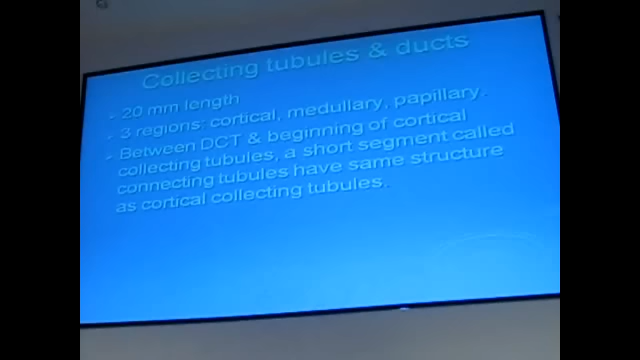 Collecting tubules & ducts
20 mm length
3 regions: cortical, medullary, papillary.
Between DCT & beginning of cortical
collecting tubules, a short segment called
connecting tubules have same structure
as cortical collecting tubules.